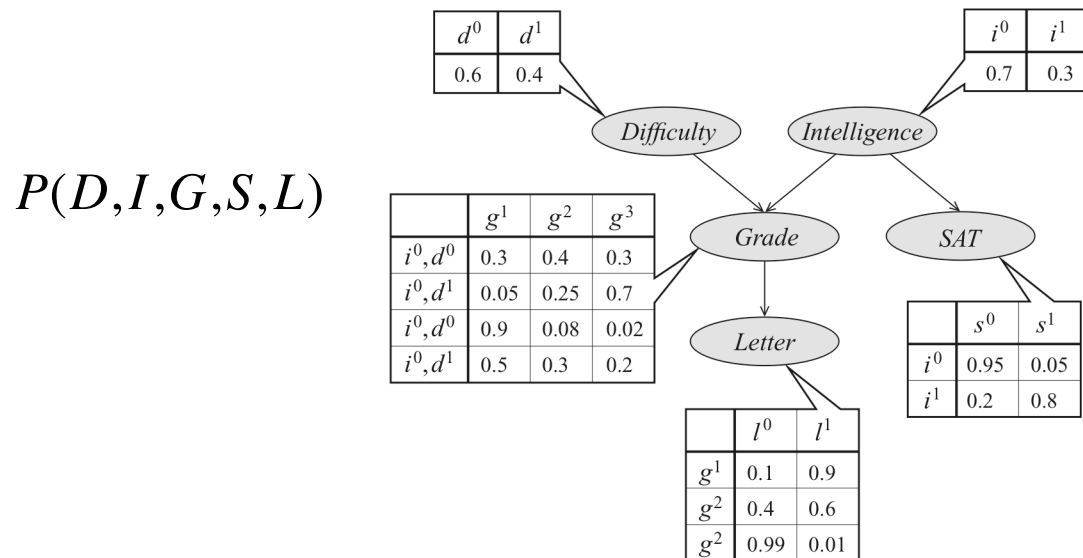 d⁰ d¹
0.6 0.4
i⁰ i¹
0.7 0.3
Difficulty
Intelligence
P(D,I,G,S,L)
g¹ g² g³
i⁰,d⁰ 0.3 0.4 0.3
i⁰,d¹ 0.05 0.25 0.7
i⁰,d⁰ 0.9 0.08 0.02
i⁰,d¹ 0.5 0.3 0.2
Grade
SAT
Letter
s⁰ s¹
i⁰ 0.95 0.05
i¹ 0.2 0.8
l⁰ l¹
g¹ 0.1 0.9
g² 0.4 0.6
g² 0.99 0.01